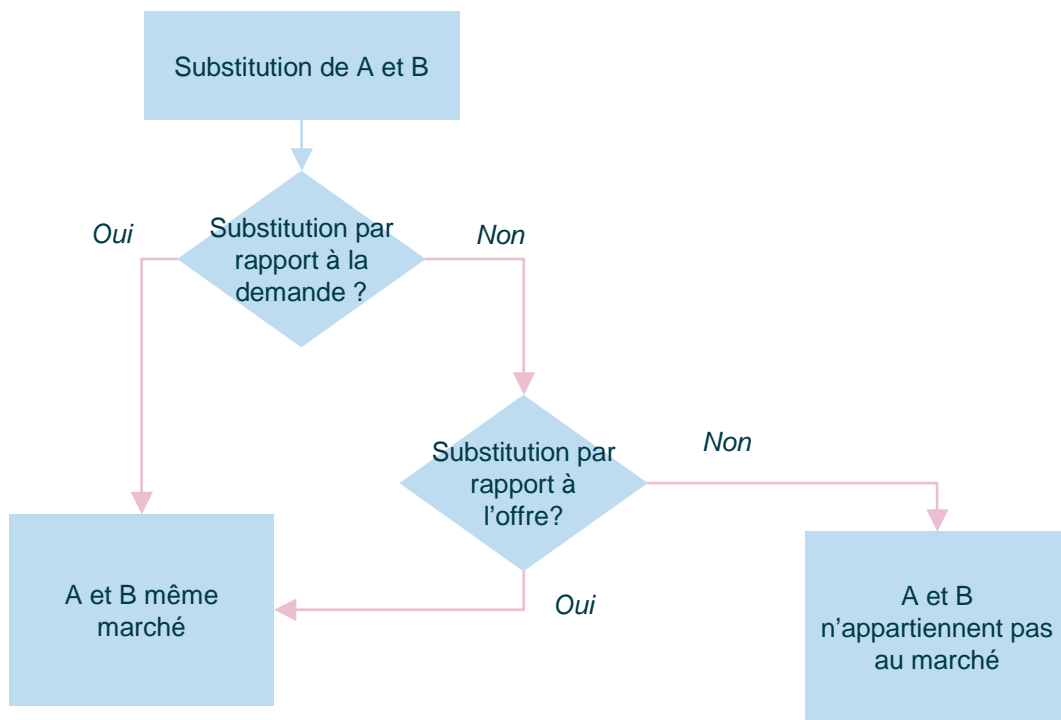 Substitution de A et B
Oui
Substitution par
rapport à la
demande ?
Non
Substitution par
rapport à
l’offre?
Non
A et B même
marché
Oui
A et B
n’appartiennent pas
au marché